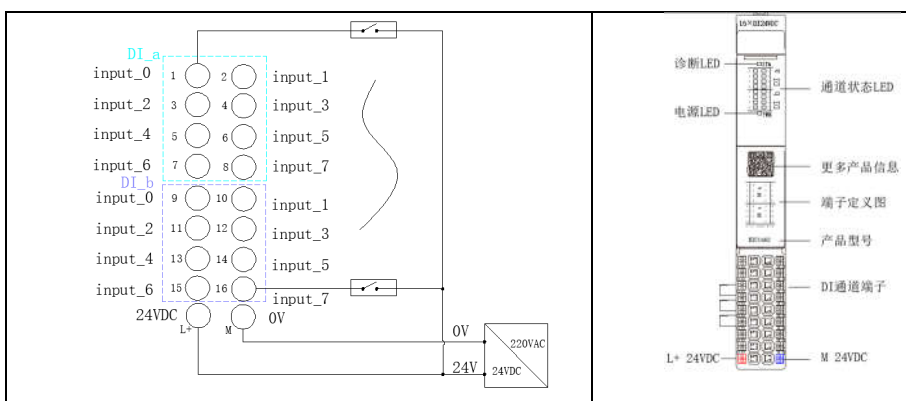 DI_a
input_0 1 2 input_1
input_2 3 4 input_3
input_4 5 6 input_5
input_6 7 8 input_7
DI_b
input_0 9 10 input_1
input_2 11 12 input_3
input_4 13 14 input_5
input_6 15 16 input_7
24VDC 0V
L+ M
0V
220VAC
24V
24VDC
16×DI24VDC
诊断LED
通道状态LED
电源LED
更多产品信息
端子定义图
产品型号
DI通道端子
L+ 24VDC
M 24VDC